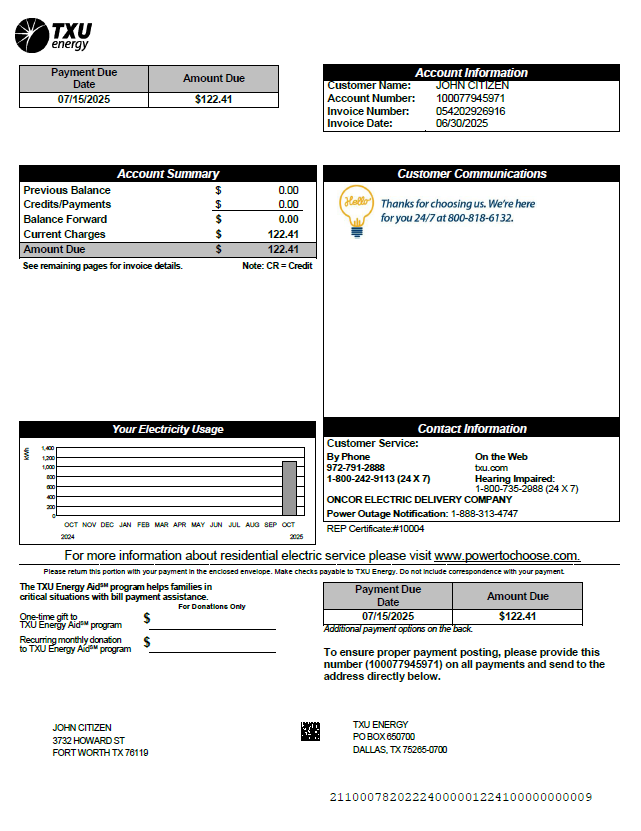 TXU
energy
Payment Due
Date
Amount Due
07/15/2025
$122.41
Account Information
Customer Name: JOHN CITIZEN
Account Number: 100077945971
Invoice Number: 054202926916
Invoice Date: 06/30/2025
Account Summary
Previous Balance $ 0.00
Credits/Payments $ 0.00
Balance Forward $ 0.00
Current Charges $ 122.41
Amount Due $ 122.41
See remaining pages for invoice details. Note: CR = Credit
Customer Communications
Hello
Thanks for choosing us. We're here
for you 24/7 at 800-818-6132.
Your Electricity Usage
kWh
1,400
1,200
1,000
800
600
400
200
0
OCT NOV DEC JAN FEB MAR APR MAY JUN JUL AUG SEP OCT
2024 2025
Contact Information
Customer Service:
By Phone
972-791-2888
1-800-242-9113 (24 X 7)
On the Web
txu.com
Hearing Impaired:
1-800-735-2988 (24 X 7)
ONCOR ELECTRIC DELIVERY COMPANY
Power Outage Notification: 1-888-313-4747
REP Certificate:#10004
For more information about residential electric service please visit www.powertochoose.com.
Please return this portion with your payment in the enclosed envelope. Make checks payable to TXU Energy. Do not include correspondence with your payment.
The TXU Energy Aid℠ program helps families in
critical situations with bill payment assistance.
For Donations Only
One-time gift to
TXU Energy Aid℠ program $
Recurring monthly donation
to TXU Energy Aid℠ program $
Payment Due
Date
Amount Due
07/15/2025
$122.41
Additional payment options on the back.
To ensure proper payment posting, please provide this
number (100077945971) on all payments and send to the
address directly below.
JOHN CITIZEN
3732 HOWARD ST
FORT WORTH TX 76119
TXU ENERGY
PO BOX 650700
DALLAS, TX 75265-0700
21100078202224000001224100000000009